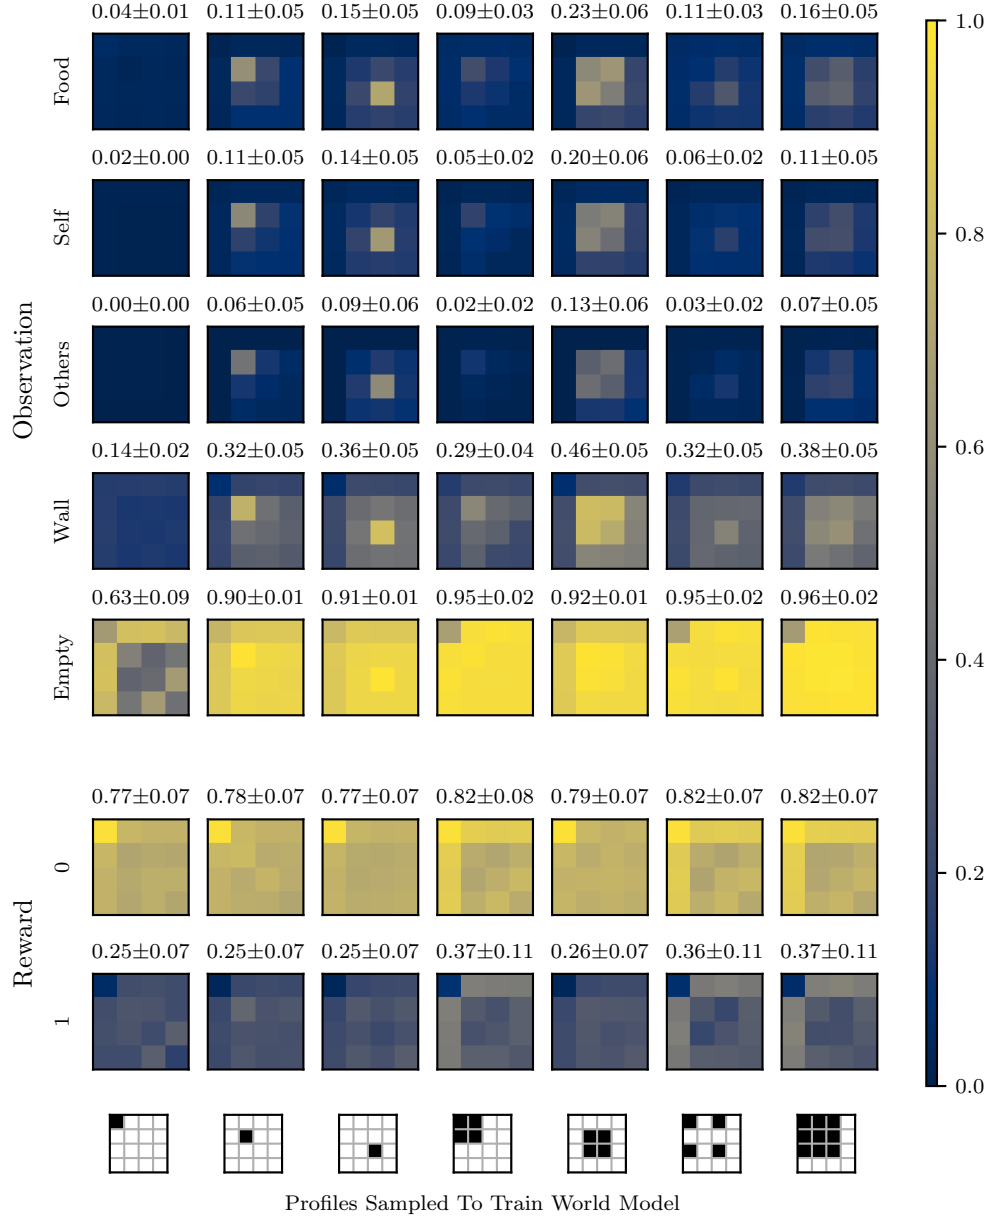 0.04±0.01 0.11±0.05 0.15±0.05 0.09±0.03 0.23±0.06 0.11±0.03 0.16±0.05
Food
0.02±0.00 0.11±0.05 0.14±0.05 0.05±0.02 0.20±0.06 0.06±0.02 0.11±0.05
Self
0.00±0.00 0.06±0.05 0.09±0.06 0.02±0.02 0.13±0.06 0.03±0.02 0.07±0.05
Others
0.14±0.02 0.32±0.05 0.36±0.05 0.29±0.04 0.46±0.05 0.32±0.05 0.38±0.05
Wall
0.63±0.09 0.90±0.01 0.91±0.01 0.95±0.02 0.92±0.01 0.95±0.02 0.96±0.02
Empty
Observation
0.77±0.07 0.78±0.07 0.77±0.07 0.82±0.08 0.79±0.07 0.82±0.07 0.82±0.07
0
0.25±0.07 0.25±0.07 0.25±0.07 0.37±0.11 0.26±0.07 0.36±0.11 0.37±0.11
1
Reward
Profiles Sampled To Train World Model
1.0
0.8
0.6
0.4
0.2
0.0